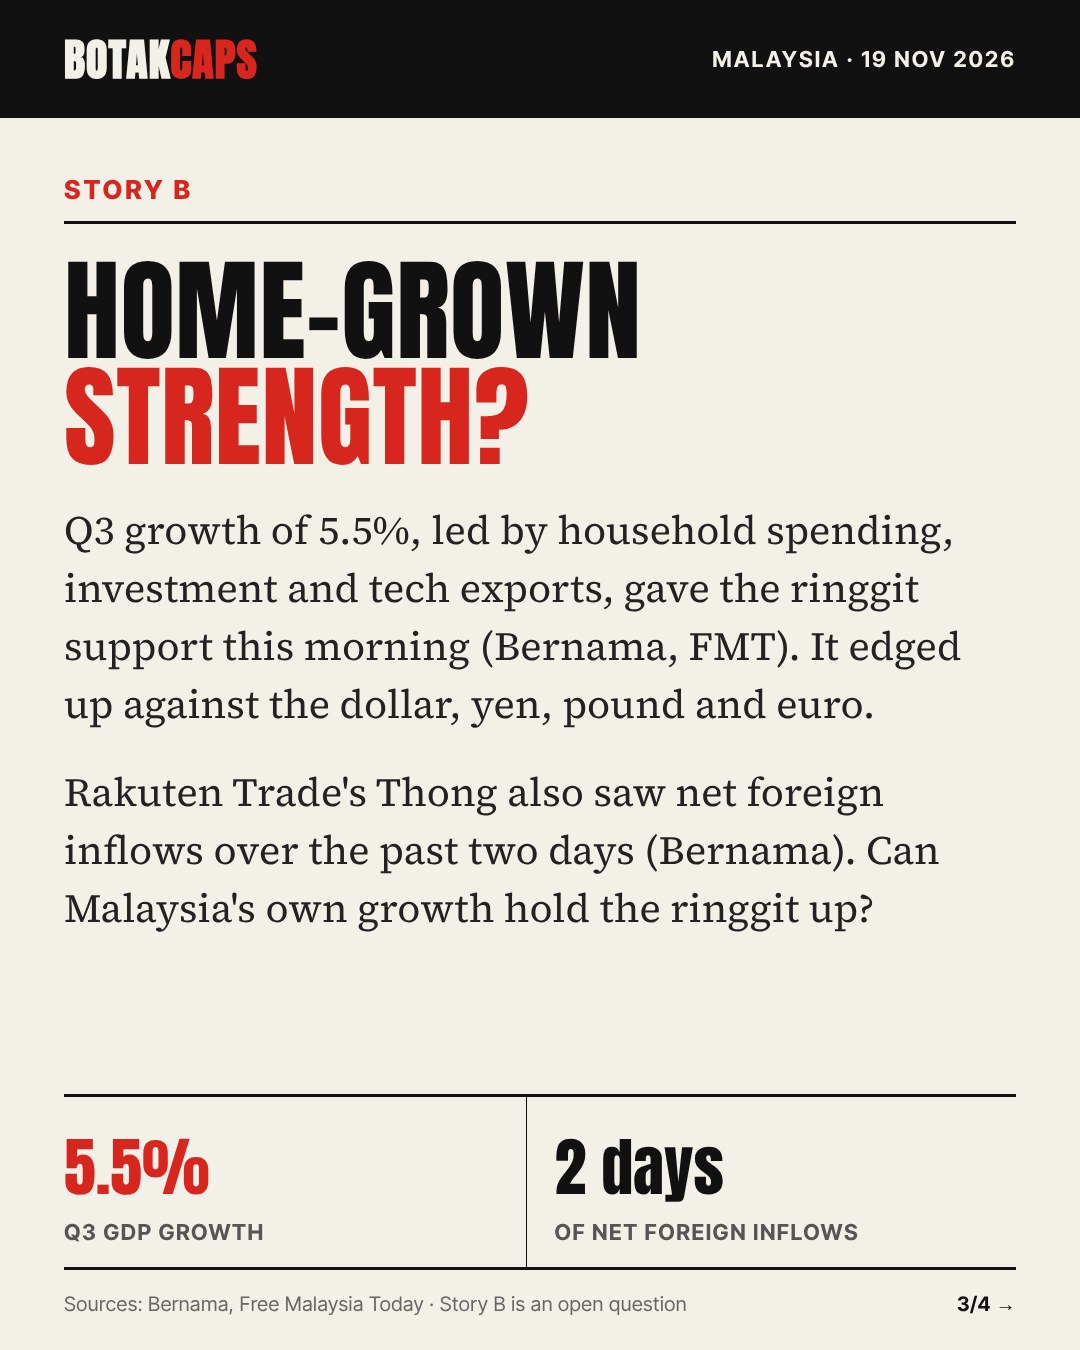 BOTAKCAPS
MALAYSIA · 19 NOV 2026
STORY B
HOME-GROWN
STRENGTH?
Q3 growth of 5.5%, led by household spending,
investment and tech exports, gave the ringgit
support this morning (Bernama, FMT). It edged
up against the dollar, yen, pound and euro.
Rakuten Trade's Thong also saw net foreign
inflows over the past two days (Bernama). Can
Malaysia's own growth hold the ringgit up?
5.5%
Q3 GDP GROWTH
2 days
OF NET FOREIGN INFLOWS
Sources: Bernama, Free Malaysia Today · Story B is an open question
3/4 →